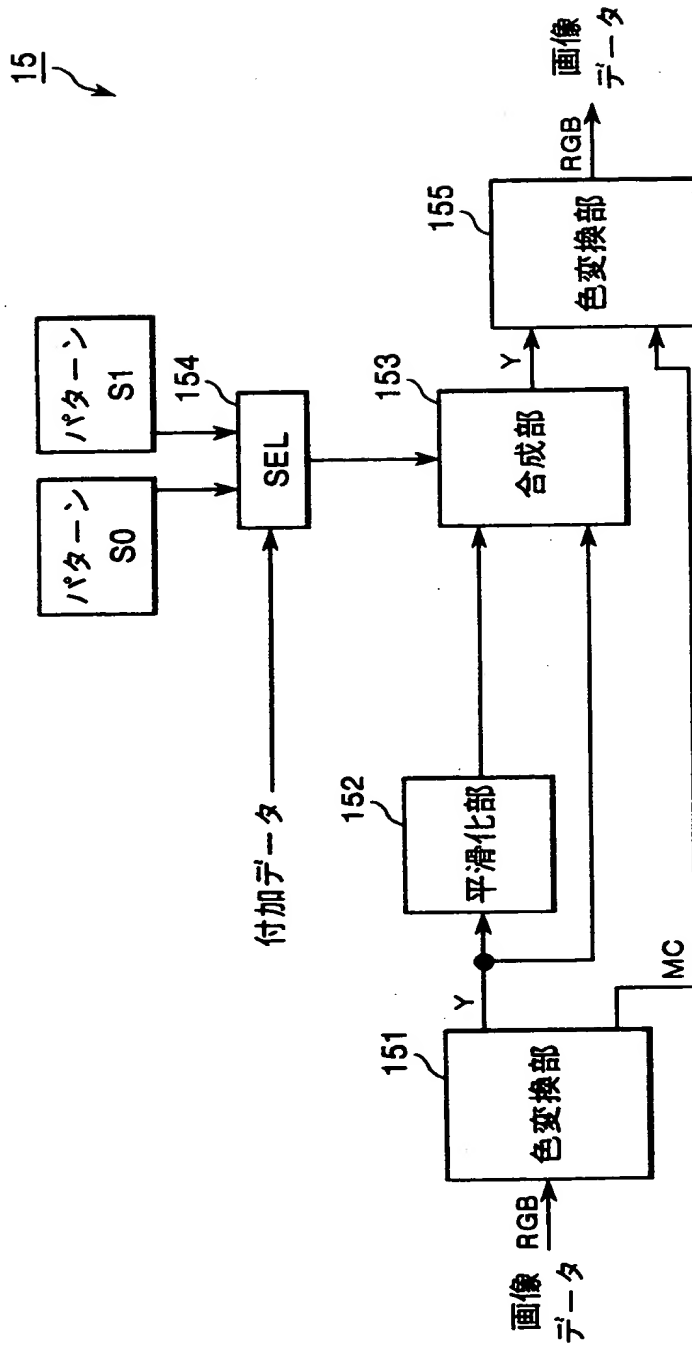 15
パターン
S0
パターン
S1
154
SEL
付加データ
152
平滑化部
153
合成部
155
色変換部
151
色変換部
Y
Y
MC
RGB
画像
データ
RGB
画像
データ